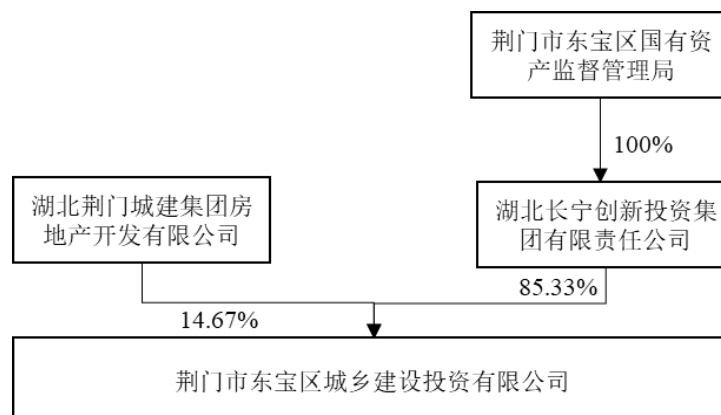 荆门市东宝区国有资
产监督管理局
100%
湖北荆门城建集团房
地产开发有限公司
湖北长宁创新投资集
团有限责任公司
85.33%
14.67%
荆门市东宝区城乡建设投资有限公司